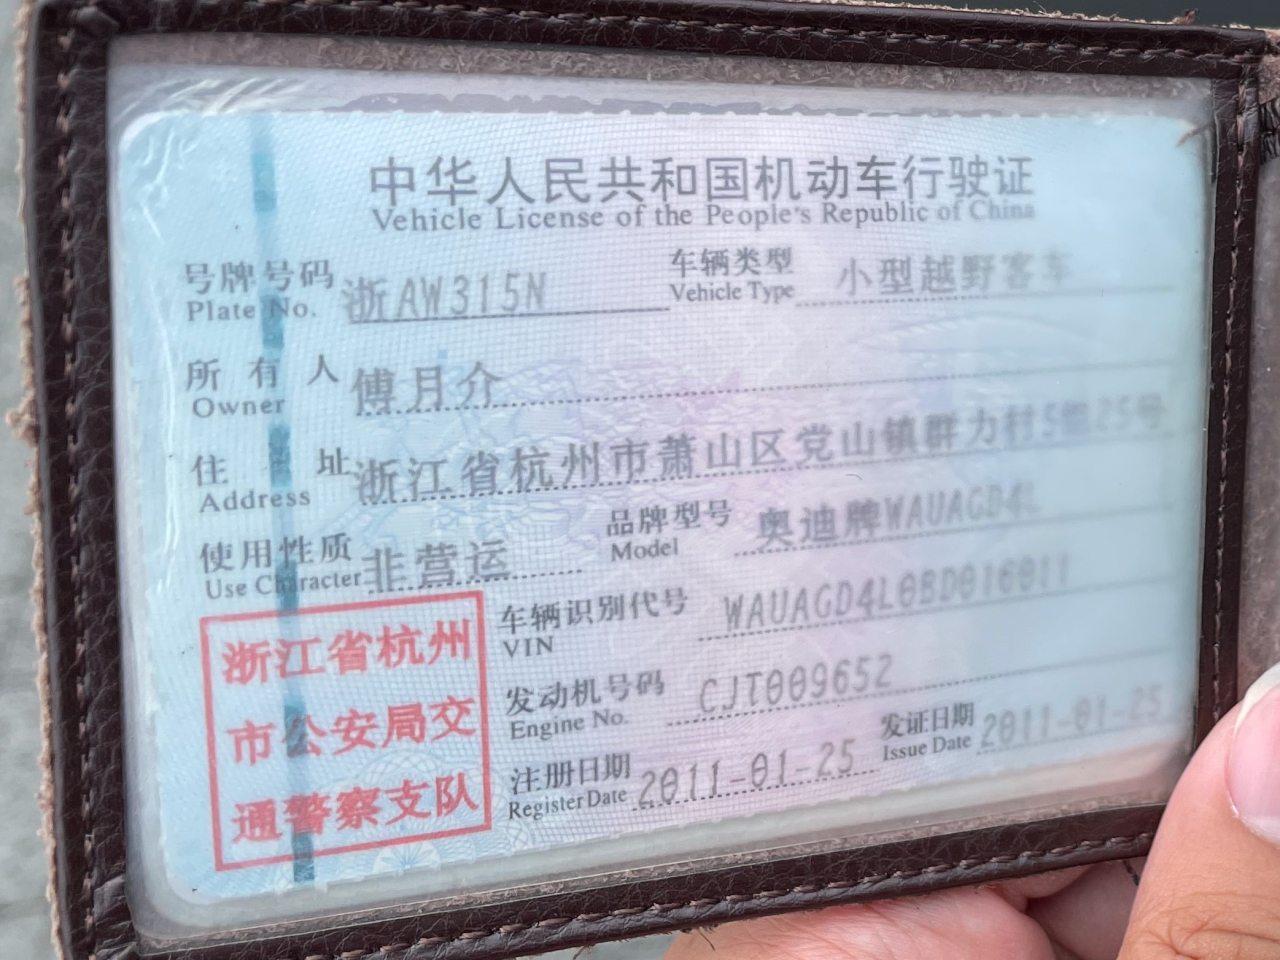 中华人民共和国机动车行驶证
Vehicle License of the People's Republic of China
号牌号码 浙AW315N 车辆类型 小型越野客车
Plate No. Vehicle Type
所有人 傅月介
Owner
住址 浙江省杭州市萧山区党山镇群力村5组25号
Address
使用性质 非营运 品牌型号 奥迪牌WAUAGD4L
Use Character Model
车辆识别代号 WAUAGD4L0BD016011
VIN
发动机号码 CJT009652
Engine No.
注册日期 2011-01-25 发证日期 2011-01-25
Register Date Issue Date
浙江省杭州
市公安局交
通警察支队